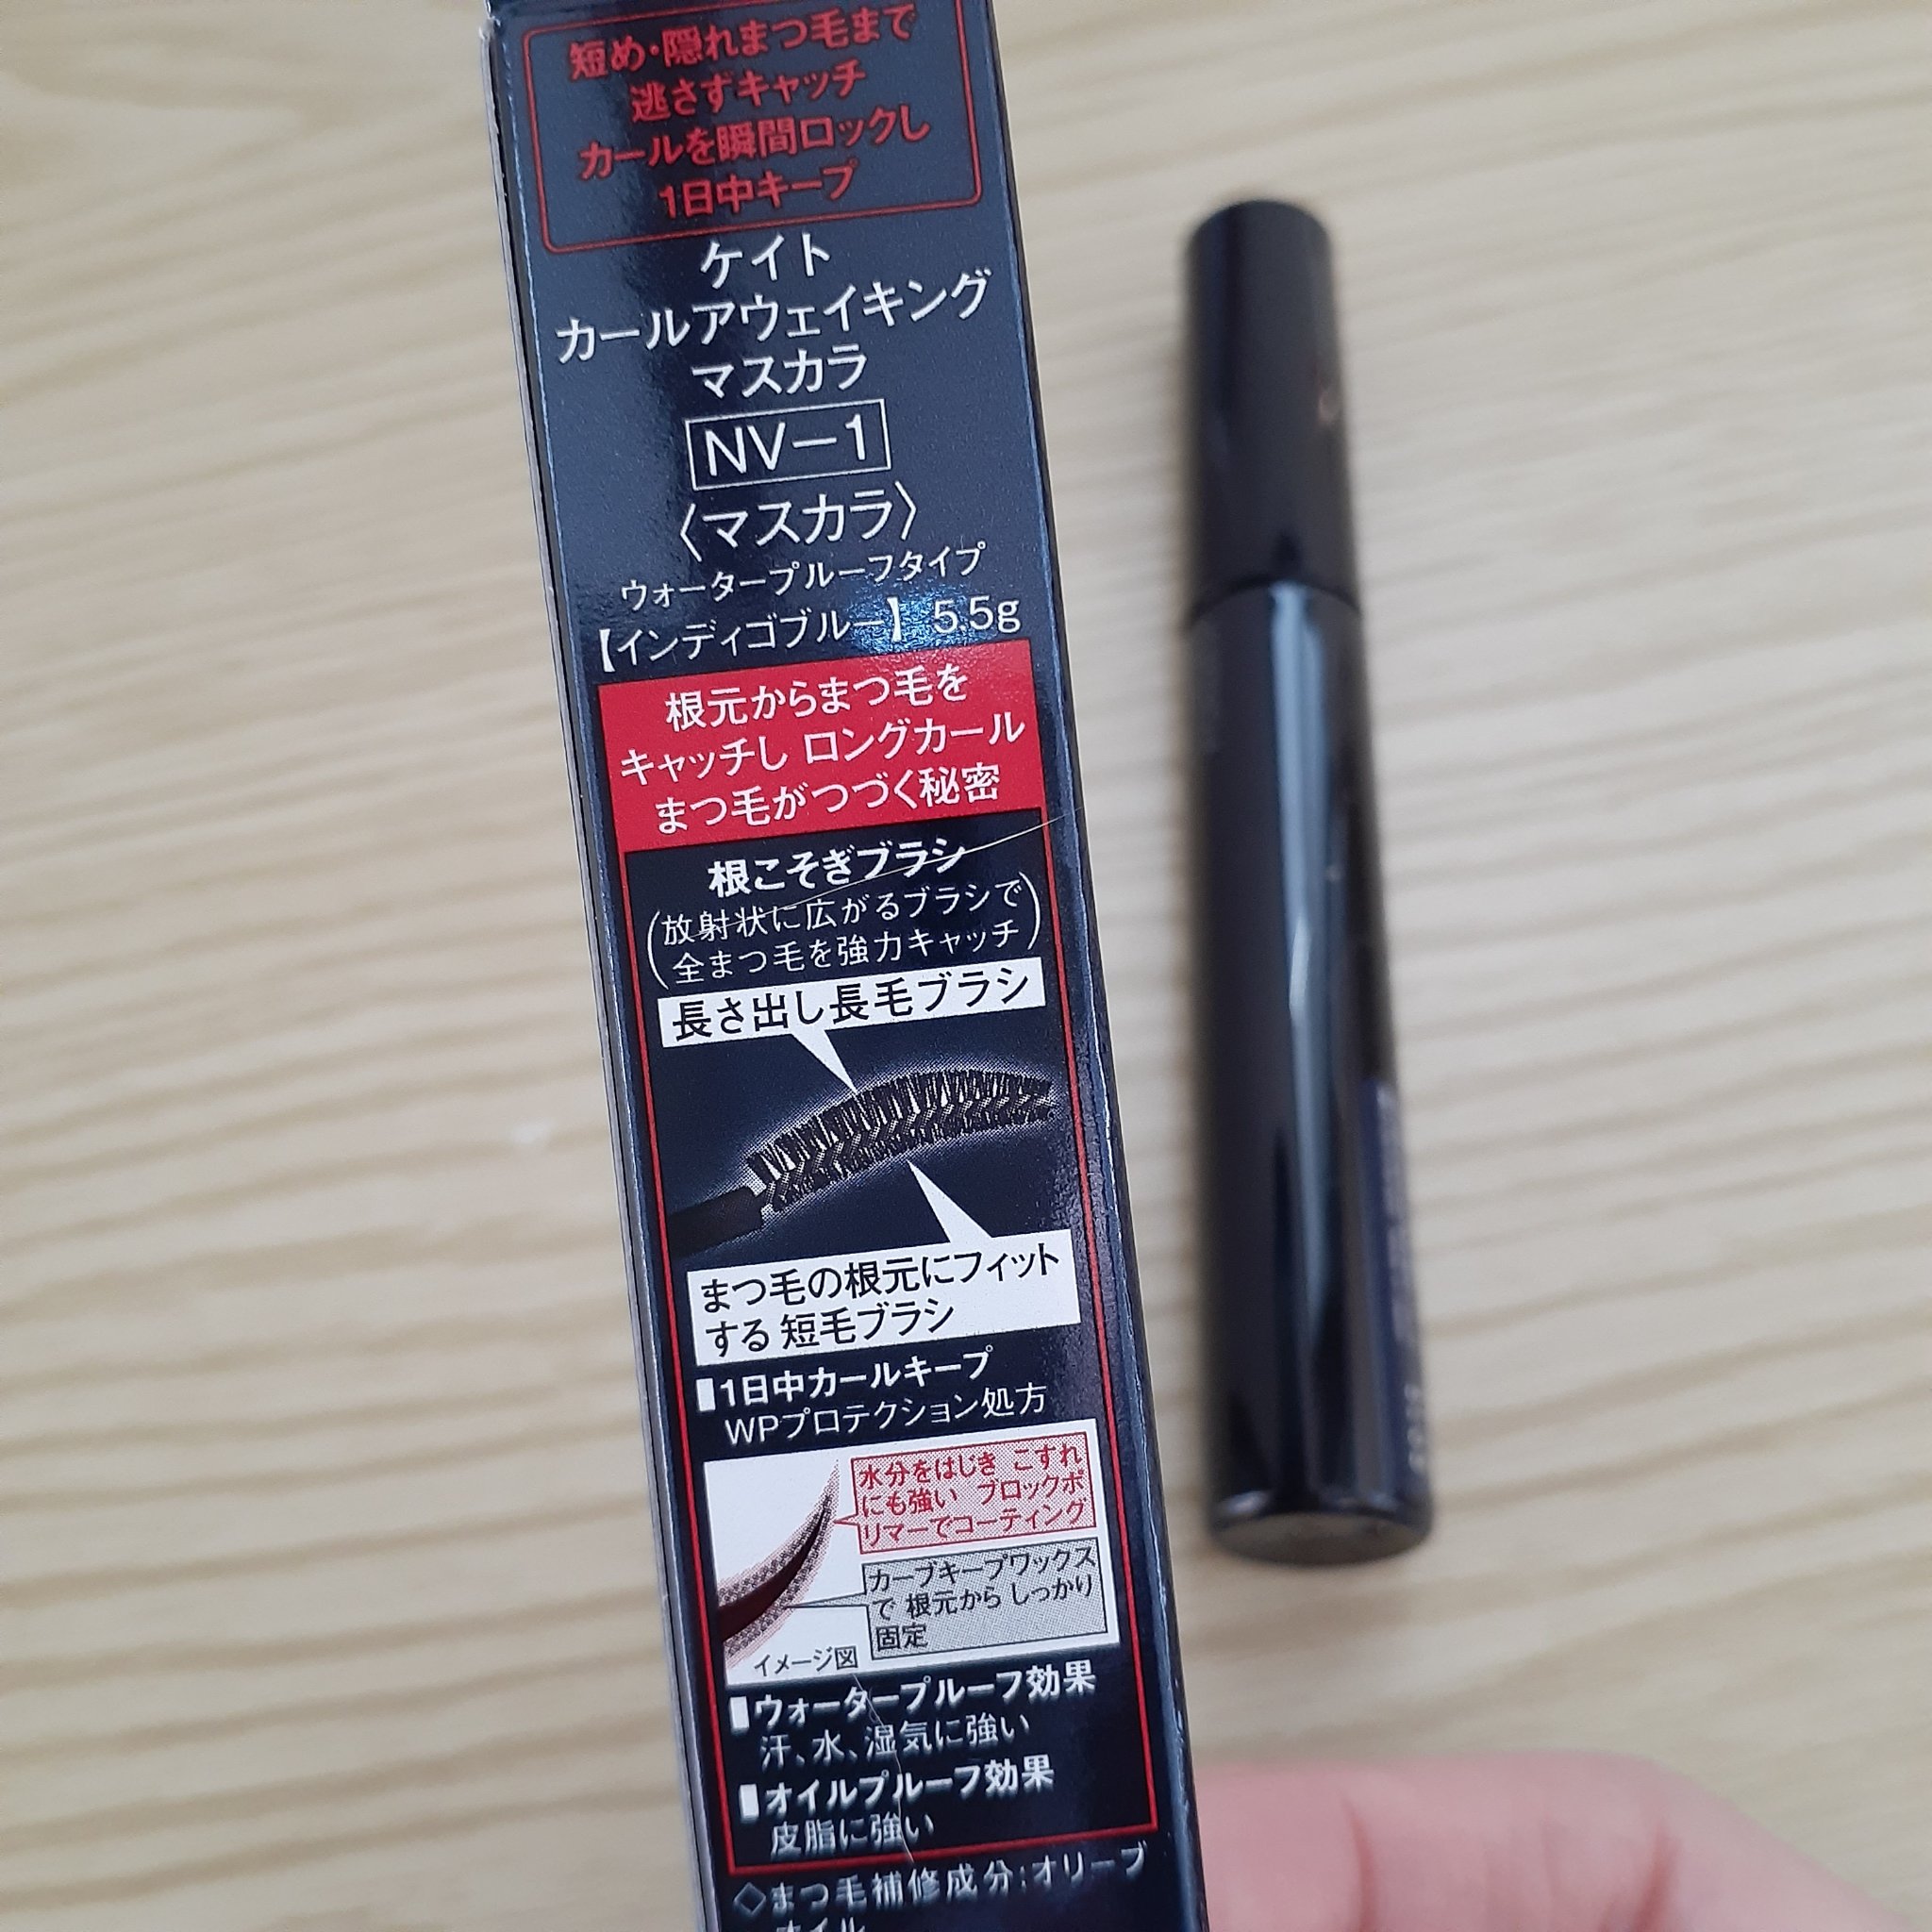 短め・隠れまつ毛まで
逃さずキャッチ
カールを瞬間ロックし
1日中キープ
ケイト
カールアウェイキング
マスカラ
NV－1
〈マスカラ〉
ウォータープルーフタイプ
【インディゴブルー】 5.5g
根元からまつ毛を
キャッチし ロングカール
まつ毛がつづく秘密
根こそぎブラシ
(放射状に広がるブラシで
全まつ毛を強力キャッチ)
長さ出し長毛ブラシ
まつ毛の根元にフィット
する 短毛ブラシ
1日中カールキープ
WPプロテクション処方
水分をはじき こすれ
にも強い ブロックポ
リマーでコーティング
カーブキープワックス
で 根元から しっかり
固定
イメージ図
ウォータープルーフ効果
汗、水、湿気に強い
オイルプルーフ効果
皮脂に強い
◇まつ毛補修成分:オリーブ
オイル